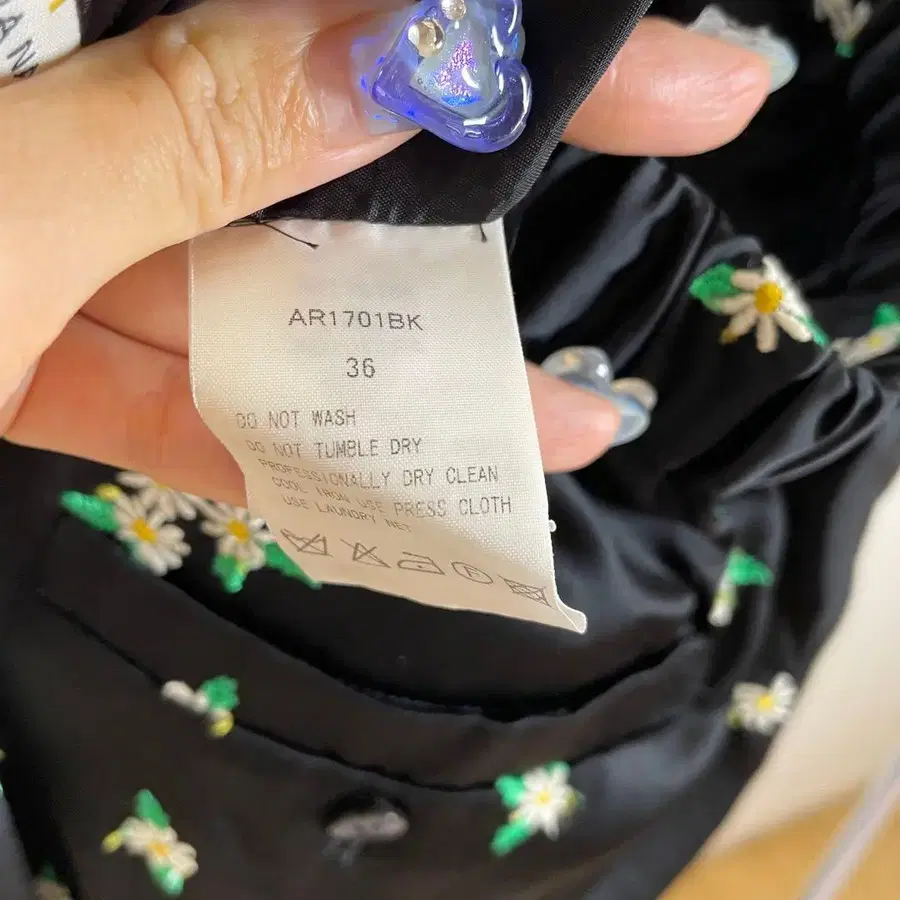 AR1701BK
36
DO NOT WASH
DO NOT TUMBLE DRY
PROFESSIONALLY DRY CLEAN
COOL IRON USE PRESS CLOTH
USE LAUNDRY NET